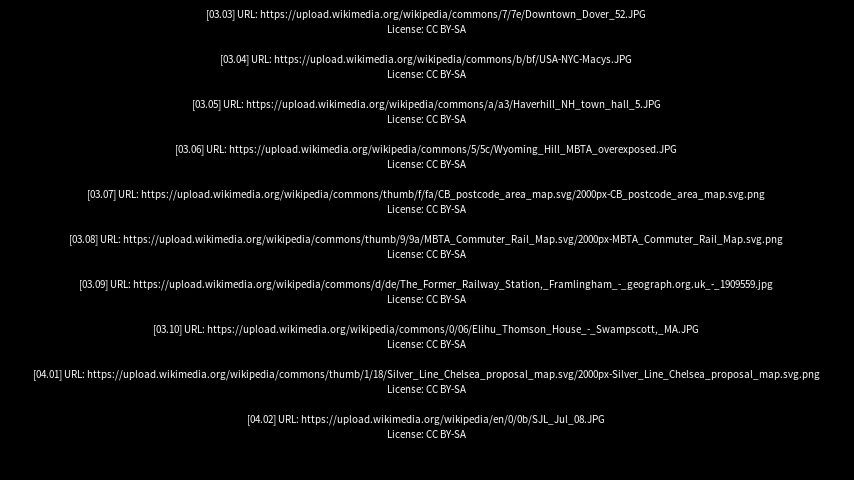 [03.03] URL: https://upload.wikimedia.org/wikipedia/commons/7/7e/Downtown_Dover_52.JPG
License: CC BY-SA
[03.04] URL: https://upload.wikimedia.org/wikipedia/commons/b/bf/USA-NYC-Macys.JPG
License: CC BY-SA
[03.05] URL: https://upload.wikimedia.org/wikipedia/commons/a/a3/Haverhill_NH_town_hall_5.JPG
License: CC BY-SA
[03.06] URL: https://upload.wikimedia.org/wikipedia/commons/5/5c/Wyoming_Hill_MBTA_overexposed.JPG
License: CC BY-SA
[03.07] URL: https://upload.wikimedia.org/wikipedia/commons/thumb/f/fa/CB_postcode_area_map.svg/2000px-CB_postcode_area_map.svg.png
License: CC BY-SA
[03.08] URL: https://upload.wikimedia.org/wikipedia/commons/thumb/9/9a/MBTA_Commuter_Rail_Map.svg/2000px-MBTA_Commuter_Rail_Map.svg.png
License: CC BY-SA
[03.09] URL: https://upload.wikimedia.org/wikipedia/commons/d/de/The_Former_Railway_Station,_Framlingham_-_geograph.org.uk_-_1909559.jpg
License: CC BY-SA
[03.10] URL: https://upload.wikimedia.org/wikipedia/commons/0/06/Elihu_Thomson_House_-_Swampscott,_MA.JPG
License: CC BY-SA
[04.01] URL: https://upload.wikimedia.org/wikipedia/commons/thumb/1/18/Silver_Line_Chelsea_proposal_map.svg/2000px-Silver_Line_Chelsea_proposal_map.svg.png
License: CC BY-SA
[04.02] URL: https://upload.wikimedia.org/wikipedia/en/0/0b/SJL_Jul_08.JPG
License: CC BY-SA